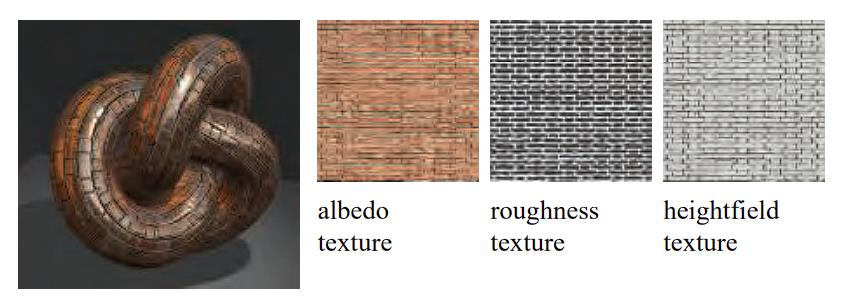 albedo
texture
roughness
texture
heightfield
texture